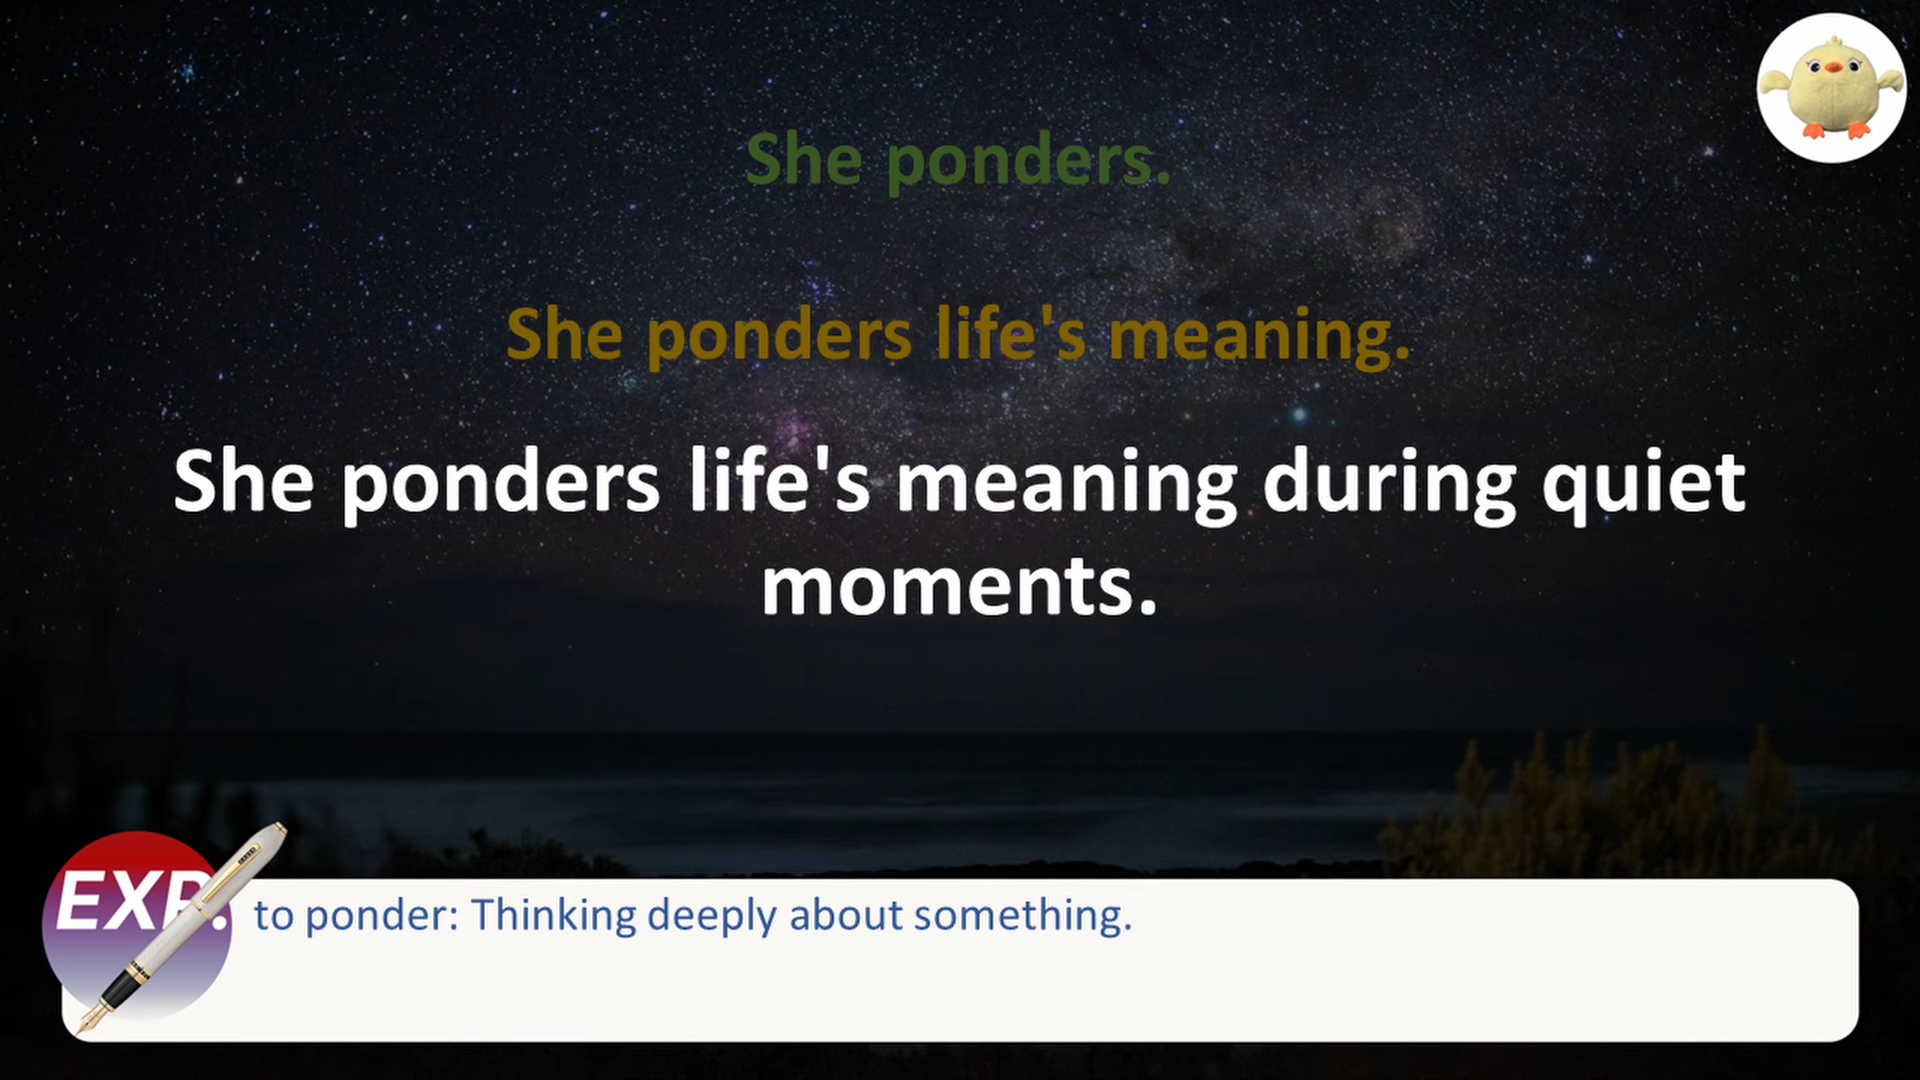 She ponders.
She ponders life's meaning.
She ponders life's meaning during quiet
moments.
EXP.
to ponder: Thinking deeply about something.